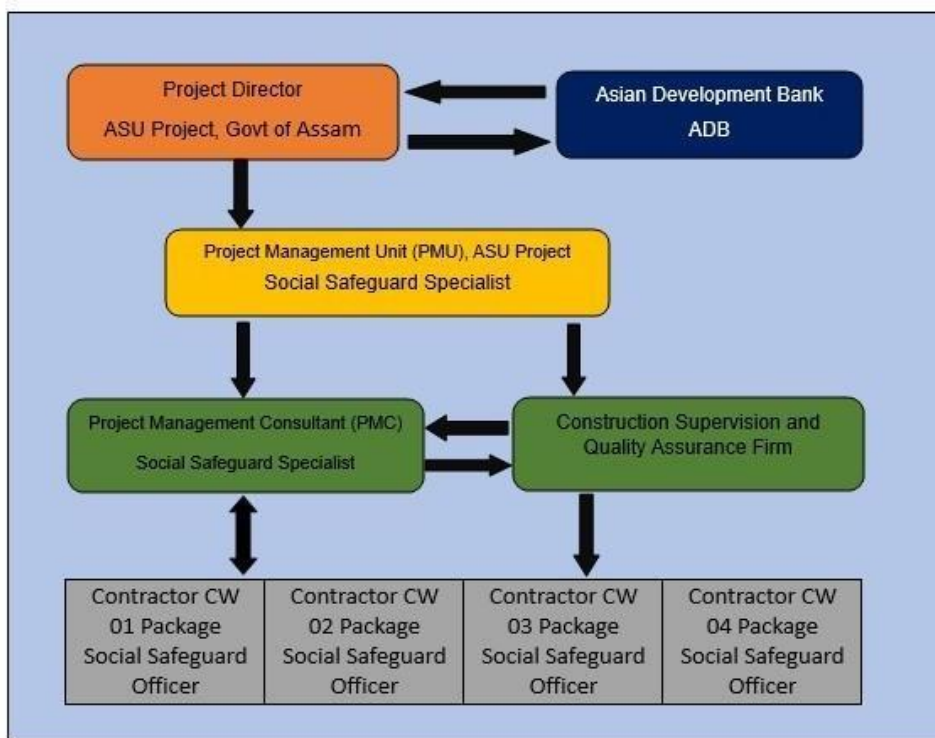 Project Director
ASU Project, Govt of Assam
Asian Development Bank
ADB
Project Management Unit (PMU), ASU Project
Social Safeguard Specialist
Project Management Consultant (PMC)
Social Safeguard Specialist
Construction Supervision and
Quality Assurance Firm
Contractor CW
01 Package
Social Safeguard
Officer
Contractor CW
02 Package
Social Safeguard
Officer
Contractor CW
03 Package
Social Safeguard
Officer
Contractor CW
04 Package
Social Safeguard
Officer